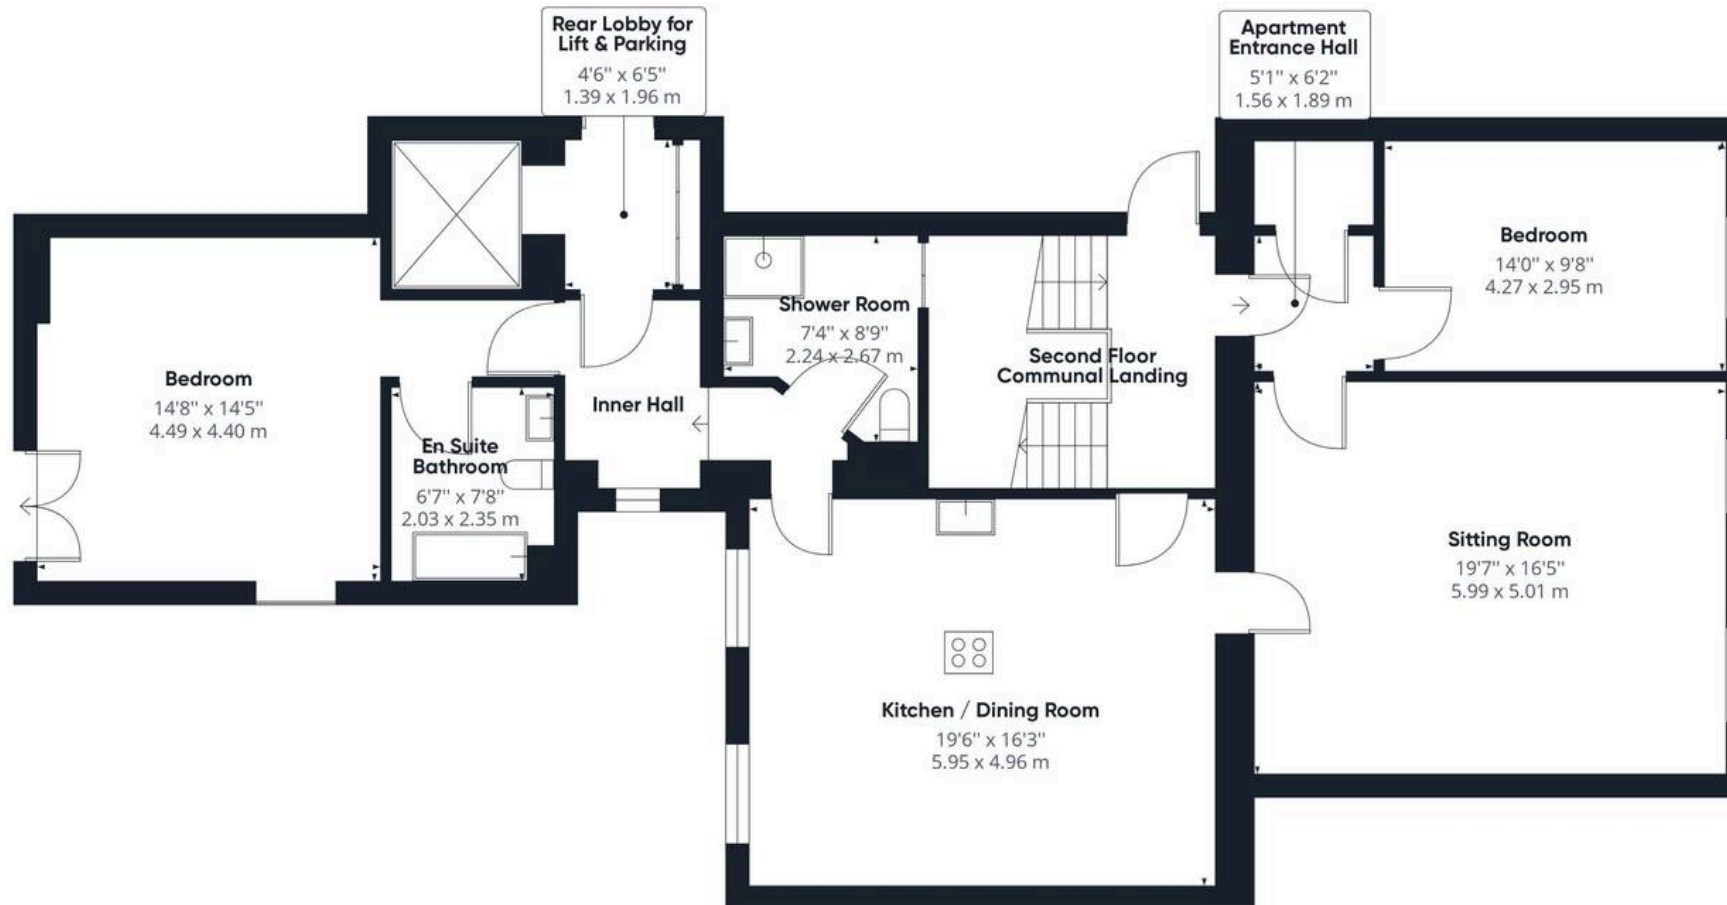 Rear Lobby for
Lift & Parking
4'6" x 6'5"
1.39 x 1.96 m
Apartment
Entrance Hall
5'1" x 6'2"
1.56 x 1.89 m
Bedroom
14'0" x 9'8"
4.27 x 2.95 m
Shower Room
7'4" x 8'9"
2.24 x 2.67 m
Second Floor
Communal Landing
Bedroom
14'8" x 14'5"
4.49 x 4.40 m
Inner Hall
En Suite
Bathroom
6'7" x 7'8"
2.03 x 2.35 m
Sitting Room
19'7" x 16'5"
5.99 x 5.01 m
Kitchen / Dining Room
19'6" x 16'3"
5.95 x 4.96 m